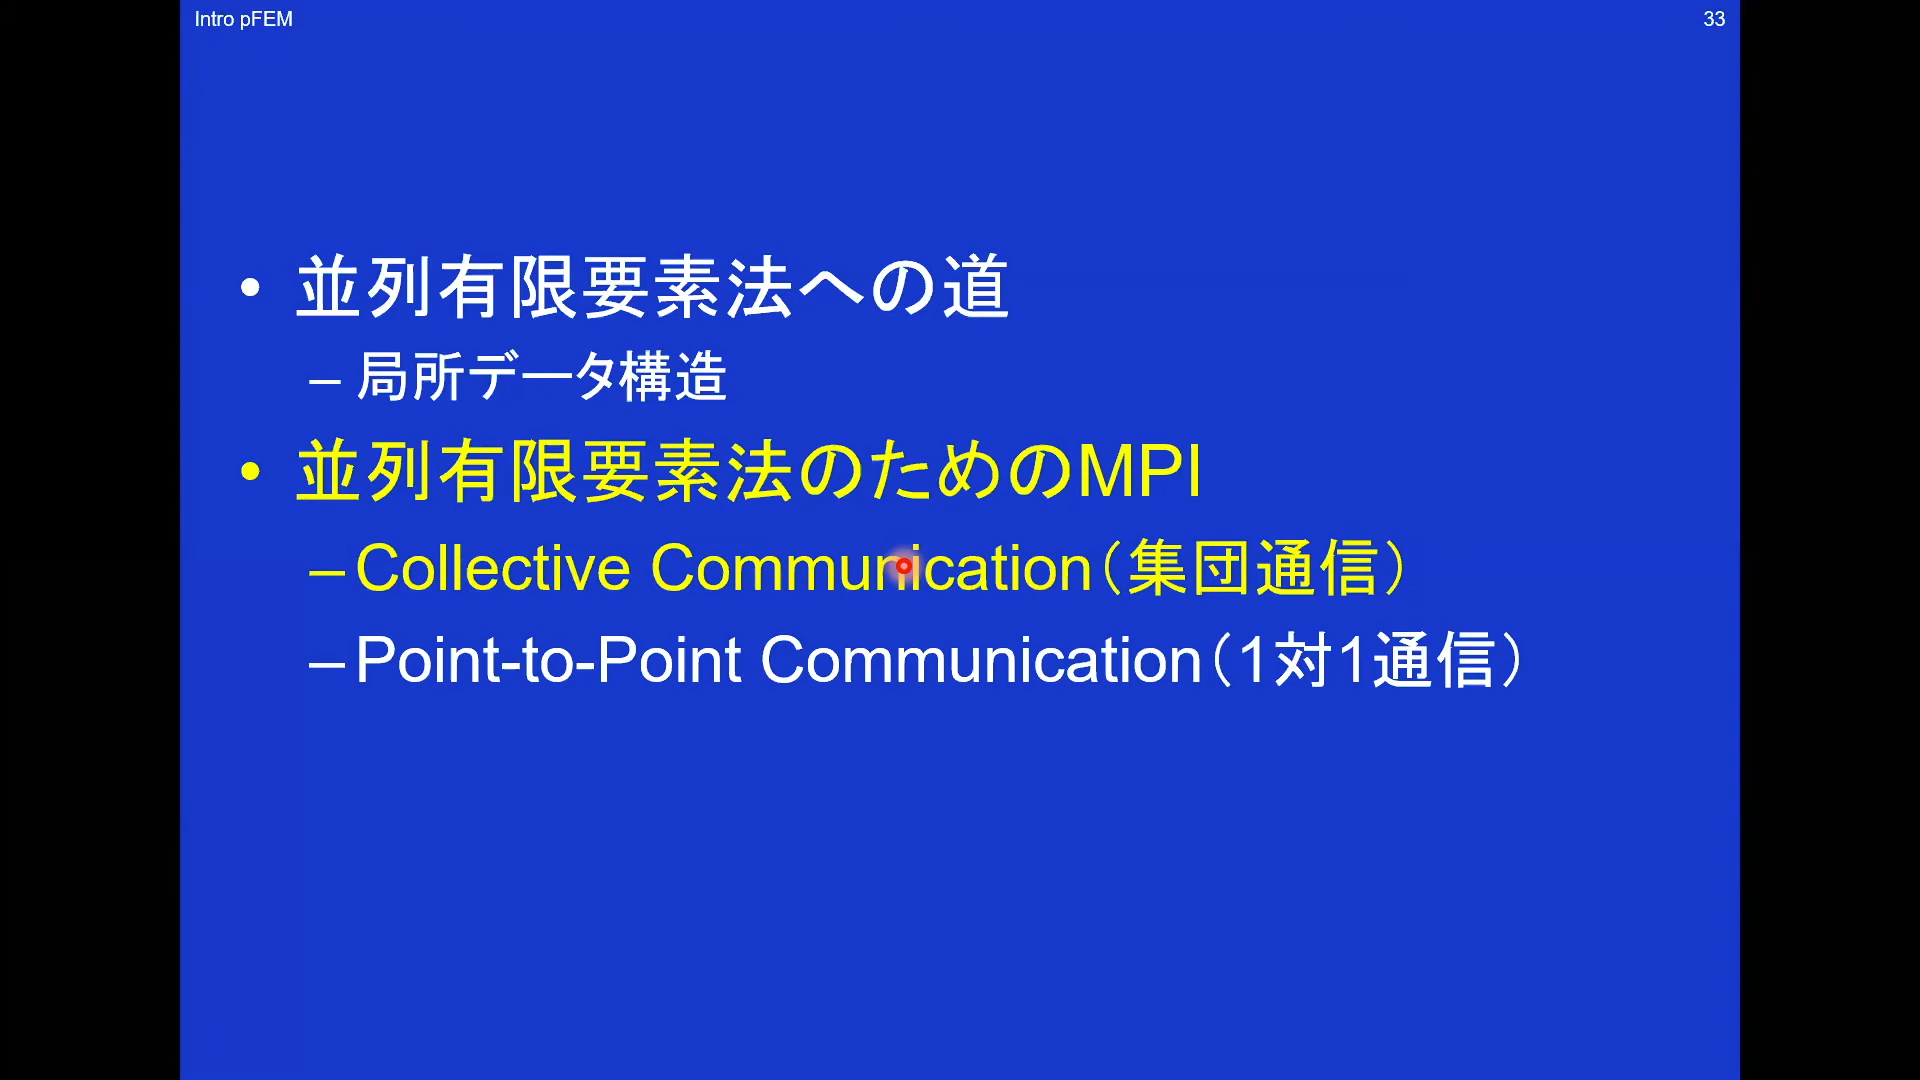 Intro pFEM
33
• 並列有限要素法への道
– 局所データ構造
• 並列有限要素法のためのMPI
– Collective Communication（集団通信）
– Point-to-Point Communication（1対1通信）